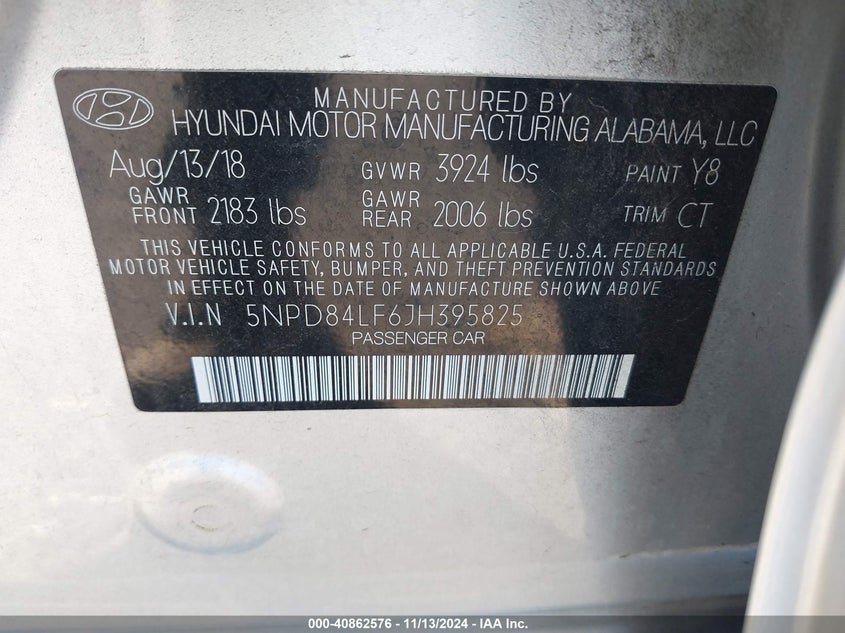 MANUFACTURED BY
HYUNDAI MOTOR MANUFACTURING ALABAMA, LLC
Aug/13/18 GVWR 3924 lbs PAINT Y8
GAWR FRONT 2183 lbs GAWR REAR 2006 lbs TRIM CT
THIS VEHICLE CONFORMS TO ALL APPLICABLE U.S.A. FEDERAL
MOTOR VEHICLE SAFETY, BUMPER, AND THEFT PREVENTION STANDARDS
IN EFFECT ON THE DATE OF MANUFACTURE SHOWN ABOVE
V.I.N 5NPD84LF6JH395825
PASSENGER CAR
000-40862576 - 11/13/2024 - IAA Inc.